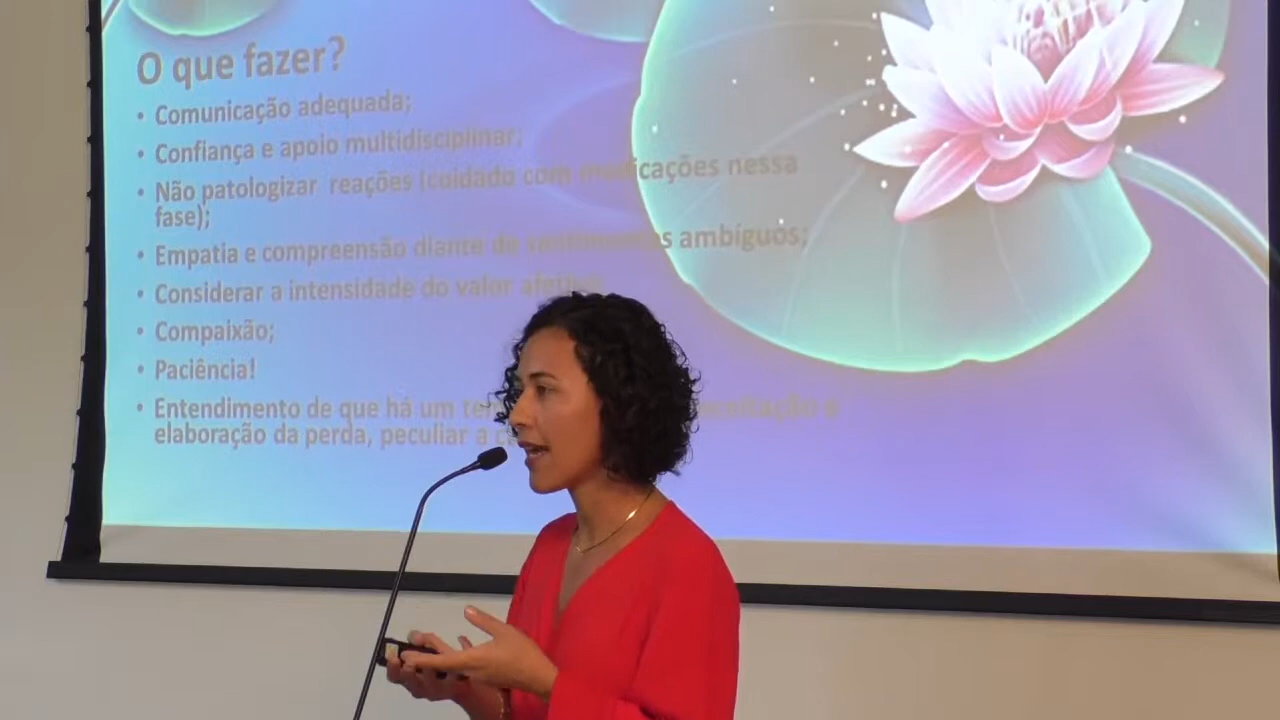 O que fazer?
• Comunicação adequada;
• Confiança e apoio multidisciplinar;
• Não patologizar reações (cuidado com medicações nessa
fase);
• Empatia e compreensão diante de sentimentos ambíguos;
• Considerar a intensidade do valor
• Compaixão;
• Paciência!
• Entendimento de que há um
elaboração da perda, peculiar a